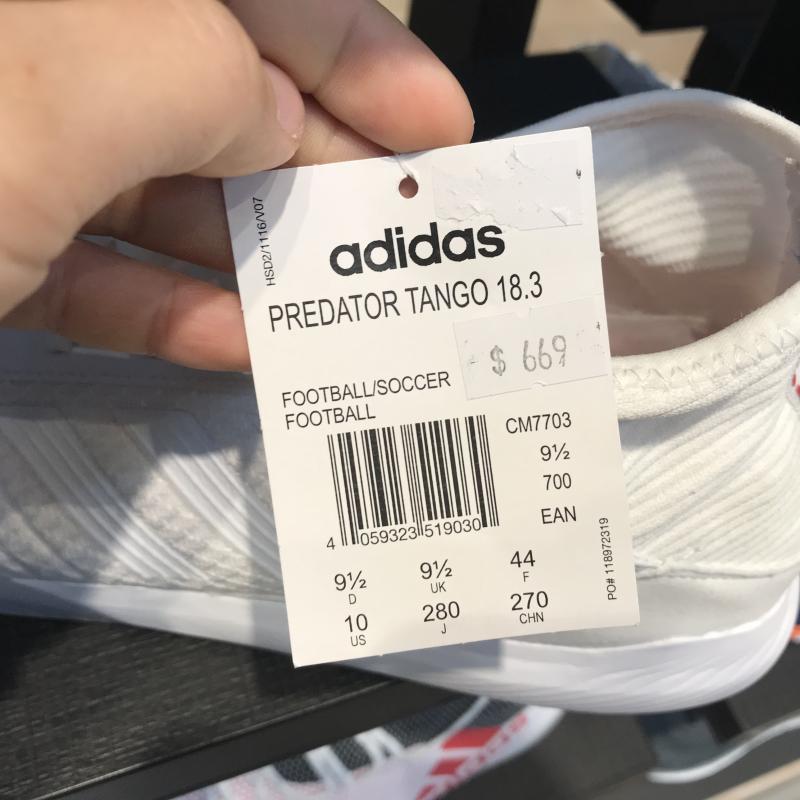 HSD2/1116/V07
adidas
PREDATOR TANGO 18.3
$ 669
FOOTBALL/SOCCER
FOOTBALL
CM7703
9½
700
EAN
4 059323 519030
9½ 9½ 44
D UK F
10 280 270
US J CHN
PO# 118972319
adidas